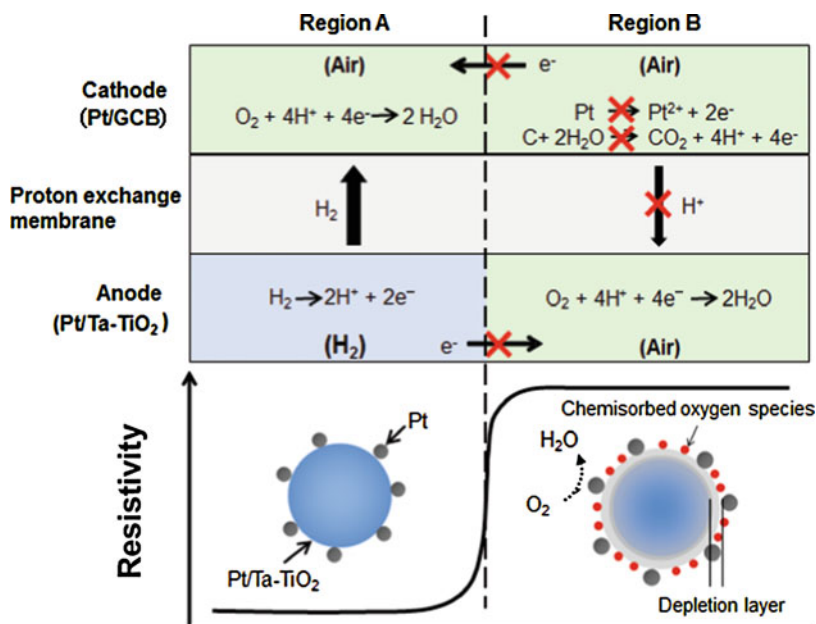 Region A
Region B
Cathode
(Pt/GCB)
(Air)
e-
(Air)
O₂ + 4H⁺ + 4e-→ 2 H₂O
Pt → Pt²⁺ + 2e-
C+ 2H₂O → CO₂ + 4H⁺ + 4e-
Proton exchange
membrane
H₂
H⁺
Anode
(Pt/Ta-TiO₂)
H₂→2H⁺ + 2e⁻
O₂ + 4H⁺ + 4e⁻ → 2H₂O
(H₂)
e-
(Air)
Resistivity
Pt
Pt/Ta-TiO₂
Chemisorbed oxygen species
H₂O
O₂
Depletion layer